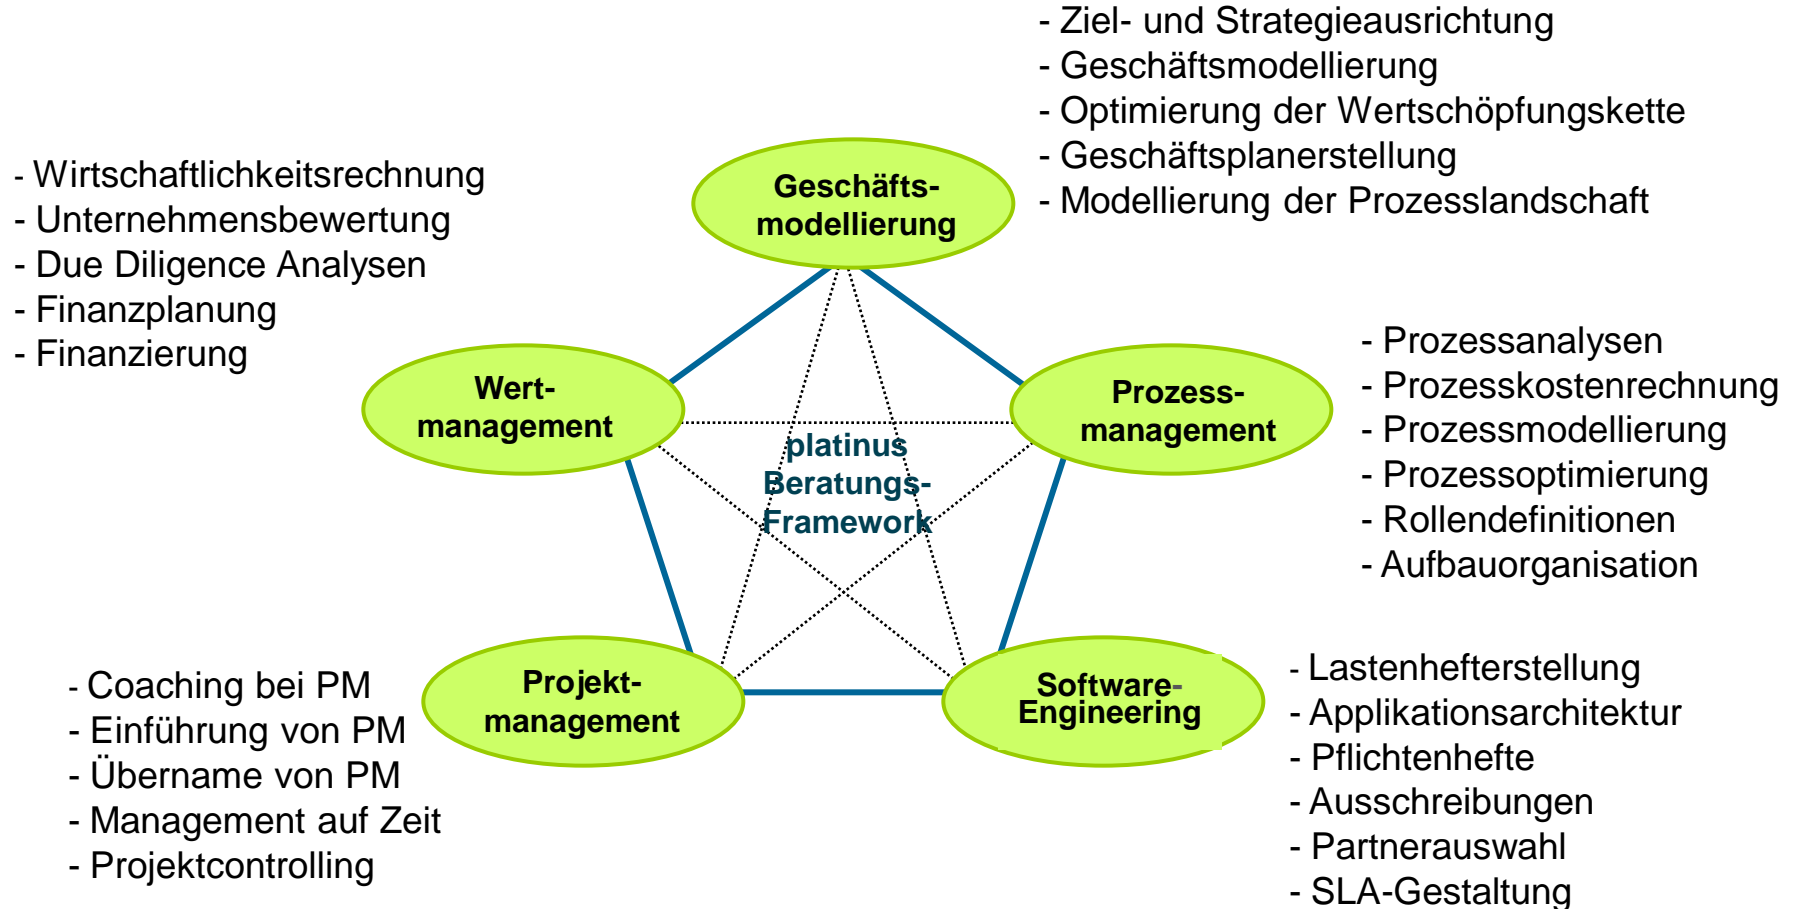 - Ziel- und Strategieausrichtung
- Geschäftsmodellierung
- Optimierung der Wertschöpfungskette
- Geschäftsplanerstellung
- Modellierung der Prozesslandschaft
Geschäfts-
modellierung
- Wirtschaftlichkeitsrechnung
- Unternehmensbewertung
- Due Diligence Analysen
- Finanzplanung
- Finanzierung
Wert-
management
Prozess-
management
- Prozessanalysen
- Prozesskostenrechnung
- Prozessmodellierung
- Prozessoptimierung
- Rollendefinitionen
- Aufbauorganisation
platinus
Beratungs-
Framework
- Coaching bei PM
- Einführung von PM
- Übername von PM
- Management auf Zeit
- Projektcontrolling
Projekt-
management
Software-
Engineering
- Lastenhefterstellung
- Applikationsarchitektur
- Pflichtenhefte
- Ausschreibungen
- Partnerauswahl
- SLA-Gestaltung